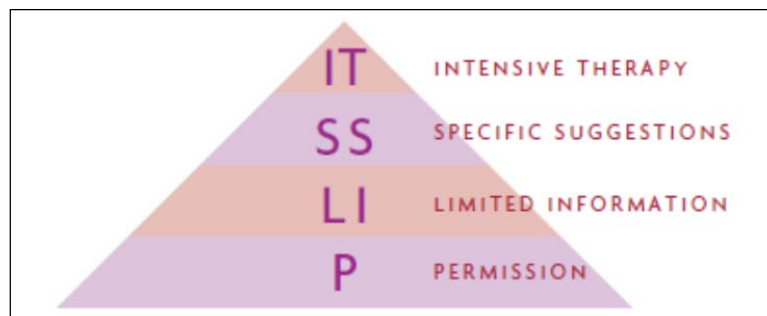 IT INTENSIVE THERAPY
SS SPECIFIC SUGGESTIONS
LI LIMITED INFORMATION
P PERMISSION